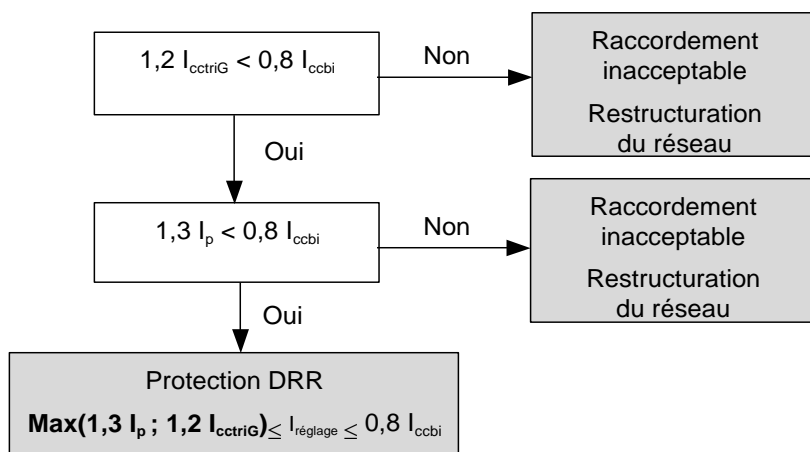 1,2 IcctriG < 0,8 Iccbi
Non
Raccordement
inacceptable
Restructuration
du réseau
Oui
1,3 Ip < 0,8 Iccbi
Non
Raccordement
inacceptable
Restructuration
du réseau
Oui
Protection DRR
Max(1,3 Ip ; 1,2 IcctriG) ≤ Iréglage ≤ 0,8 Iccbi